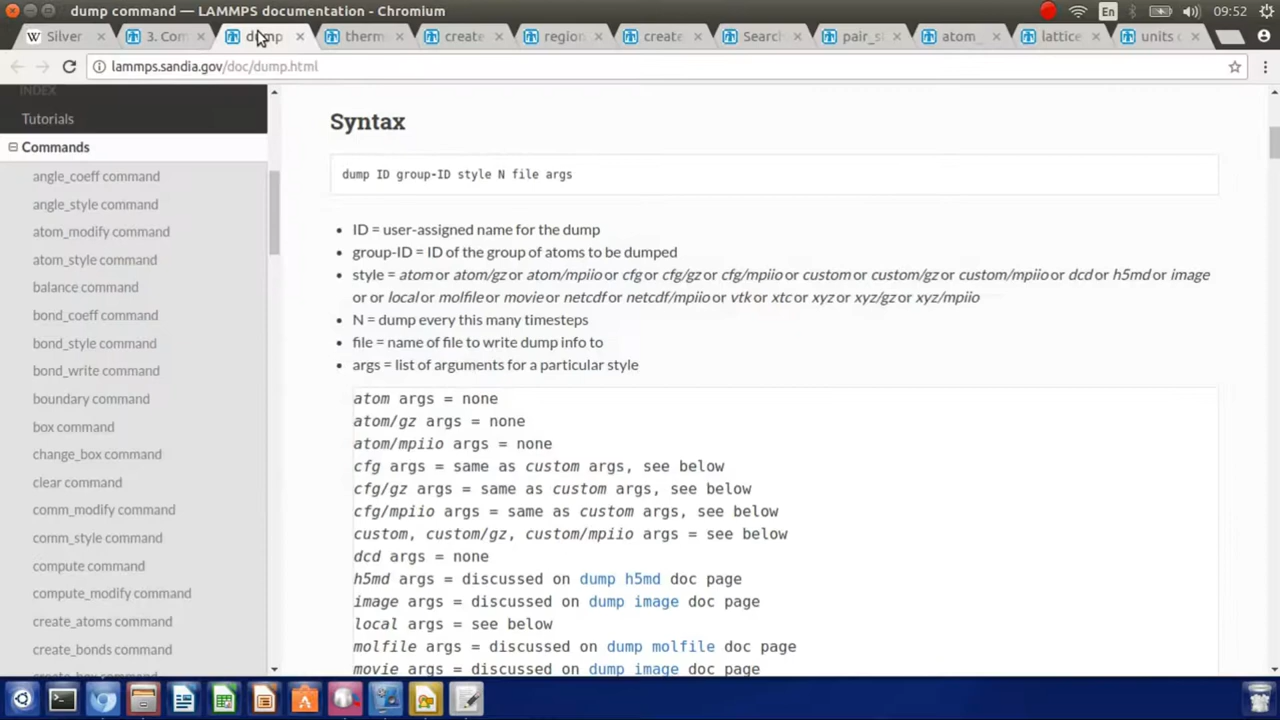 dump command — LAMMPS documentation - Chromium
En
09:52
Silver
3. Com
dump
therm
create
region
create
Search
pair_s
atom_
lattice
units c
lammps.sandia.gov/doc/dump.html
INDEX
Tutorials
Commands
angle_coeff command
angle_style command
atom_modify command
atom_style command
balance command
bond_coeff command
bond_style command
bond_write command
boundary command
box command
change_box command
clear command
comm_modify command
comm_style command
compute command
compute_modify command
create_atoms command
create_bonds command
Syntax
dump ID group-ID style N file args
• ID = user-assigned name for the dump
• group-ID = ID of the group of atoms to be dumped
• style = atom or atom/gz or atom/mpiio or cfg or cfg/gz or cfg/mpiio or custom or custom/gz or custom/mpiio or dcd or h5md or image
or or local or molfile or movie or netcdf or netcdf/mpiio or vtk or xtc or xyz or xyz/gz or xyz/mpiio
• N = dump every this many timesteps
• file = name of file to write dump info to
• args = list of arguments for a particular style
atom args = none
atom/gz args = none
atom/mpiio args = none
cfg args = same as custom args, see below
cfg/gz args = same as custom args, see below
cfg/mpiio args = same as custom args, see below
custom, custom/gz, custom/mpiio args = see below
dcd args = none
h5md args = discussed on dump h5md doc page
image args = discussed on dump image doc page
local args = see below
molfile args = discussed on dump molfile doc page
movie args = discussed on dump image doc page